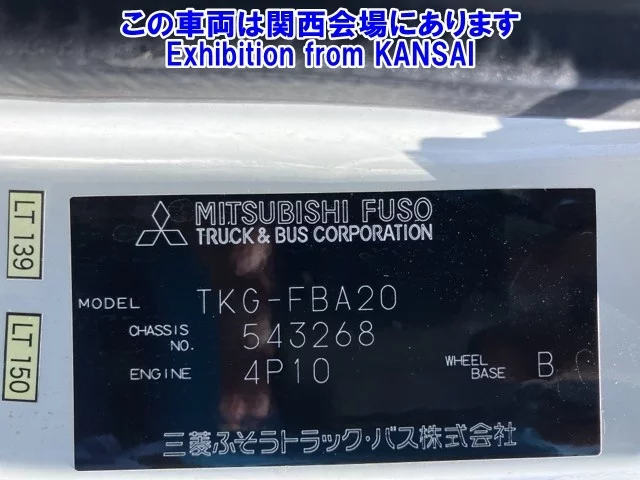 この車両は関西会場にあります
Exhibition from KANSAI
LT 139
LT 150
MITSUBISHI FUSO
TRUCK & BUS CORPORATION
MODEL TKG-FBA20
CHASSIS NO. 543268
ENGINE 4P10 WHEEL BASE B
三菱ふそうトラック・バス株式会社